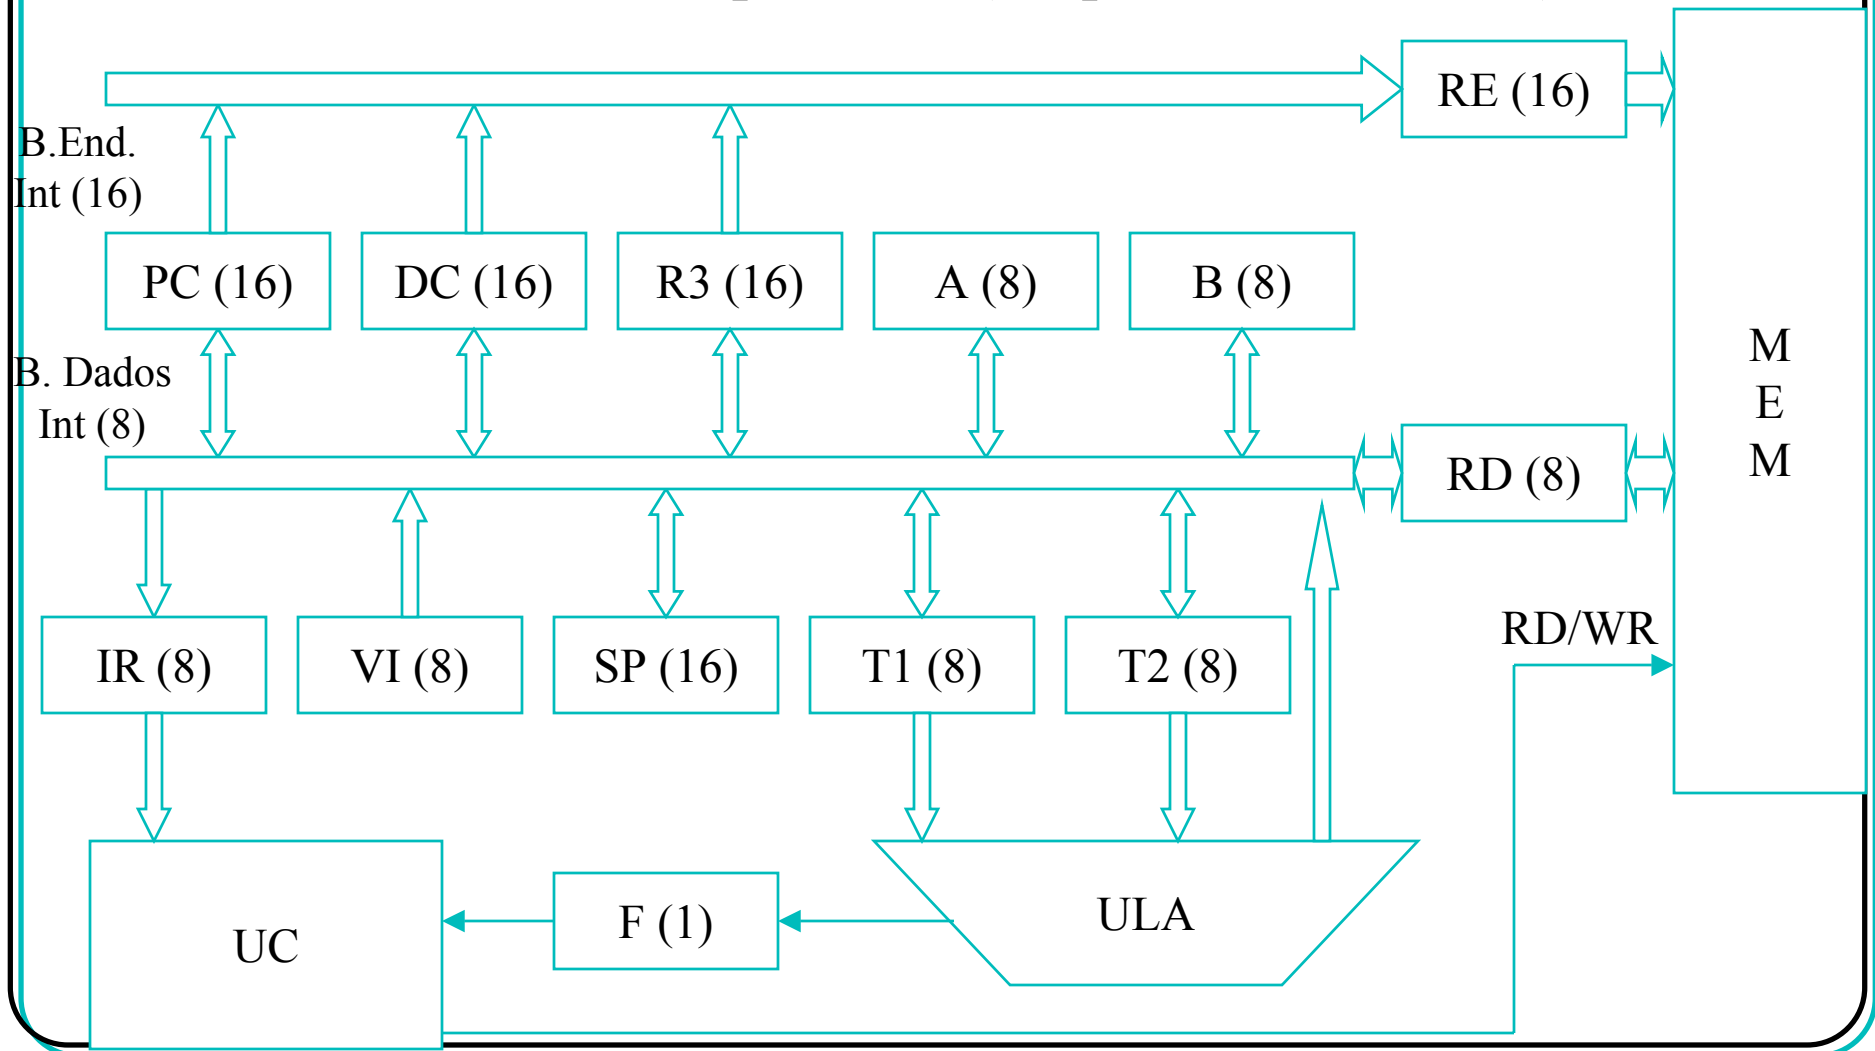 RE (16)
B.End.
Int (16)
PC (16)
DC (16)
R3 (16)
A (8)
B (8)
M
E
M
B. Dados
Int (8)
RD (8)
RD/WR
IR (8)
VI (8)
SP (16)
T1 (8)
T2 (8)
F (1)
ULA
UC